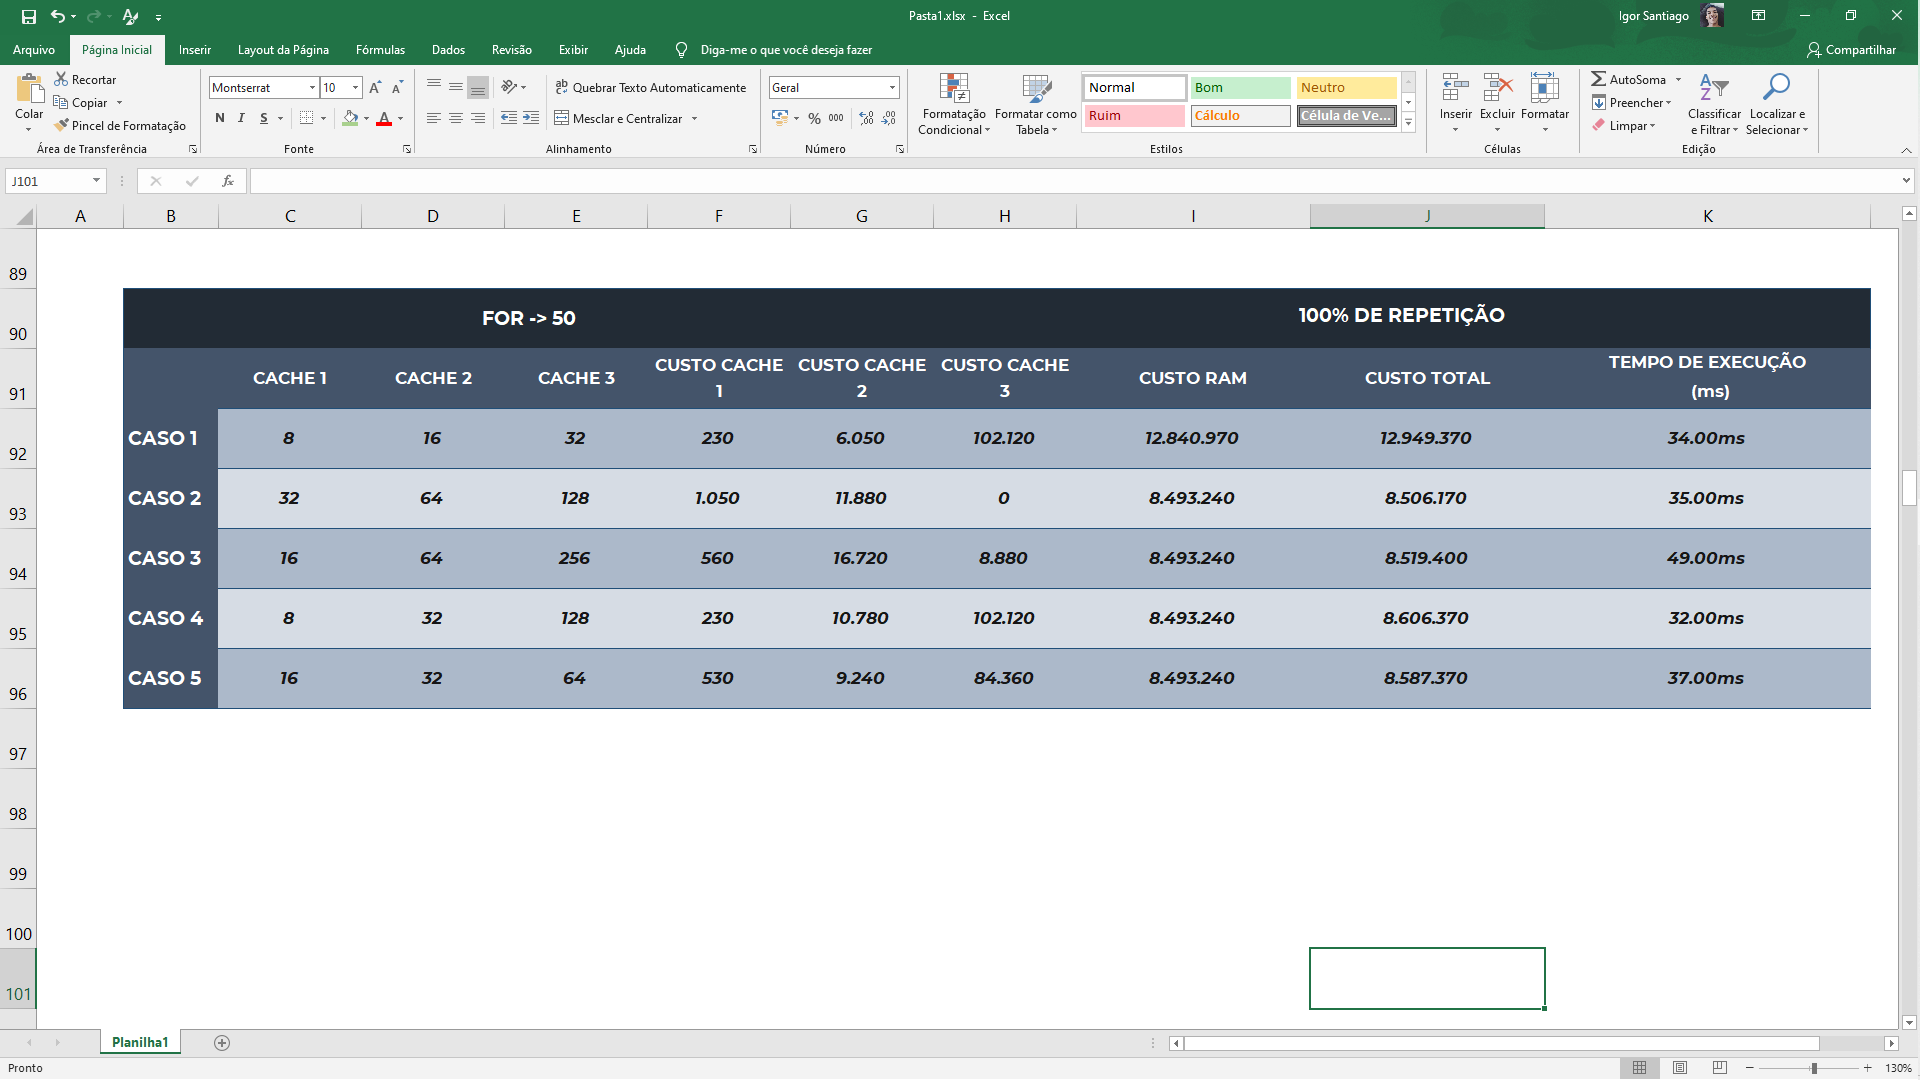 Pasta1.xlsx - Excel
Igor Santiago
Arquivo Página Inicial Inserir Layout da Página Fórmulas Dados Revisão Exibir Ajuda Diga-me o que você deseja fazer Compartilhar
Colar
Recortar
Copiar
Pincel de Formatação
Área de Transferência
Montserrat 10
N I S
Fonte
Quebrar Texto Automaticamente
Mesclar e Centralizar
Alinhamento
Geral
% 000
Número
Formatação Condicional
Formatar como Tabela
Normal Bom Neutro
Ruim Cálculo Célula de Ve...
Estilos
Inserir Excluir Formatar
Células
AutoSoma
Preencher
Limpar
Classificar e Filtrar
Localizar e Selecionar
Edição
J101
fx
A B C D E F G H I J K
89
90 FOR -> 50 100% DE REPETIÇÃO
91 CACHE 1 CACHE 2 CACHE 3 CUSTO CACHE 1 CUSTO CACHE 2 CUSTO CACHE 3 CUSTO RAM CUSTO TOTAL TEMPO DE EXECUÇÃO (ms)
92 CASO 1 8 16 32 230 6.050 102.120 12.840.970 12.949.370 34.00ms
93 CASO 2 32 64 128 1.050 11.880 0 8.493.240 8.506.170 35.00ms
94 CASO 3 16 64 256 560 16.720 8.880 8.493.240 8.519.400 49.00ms
95 CASO 4 8 32 128 230 10.780 102.120 8.493.240 8.606.370 32.00ms
96 CASO 5 16 32 64 530 9.240 84.360 8.493.240 8.587.370 37.00ms
97
98
99
100
101
Planilha1
Pronto
130%